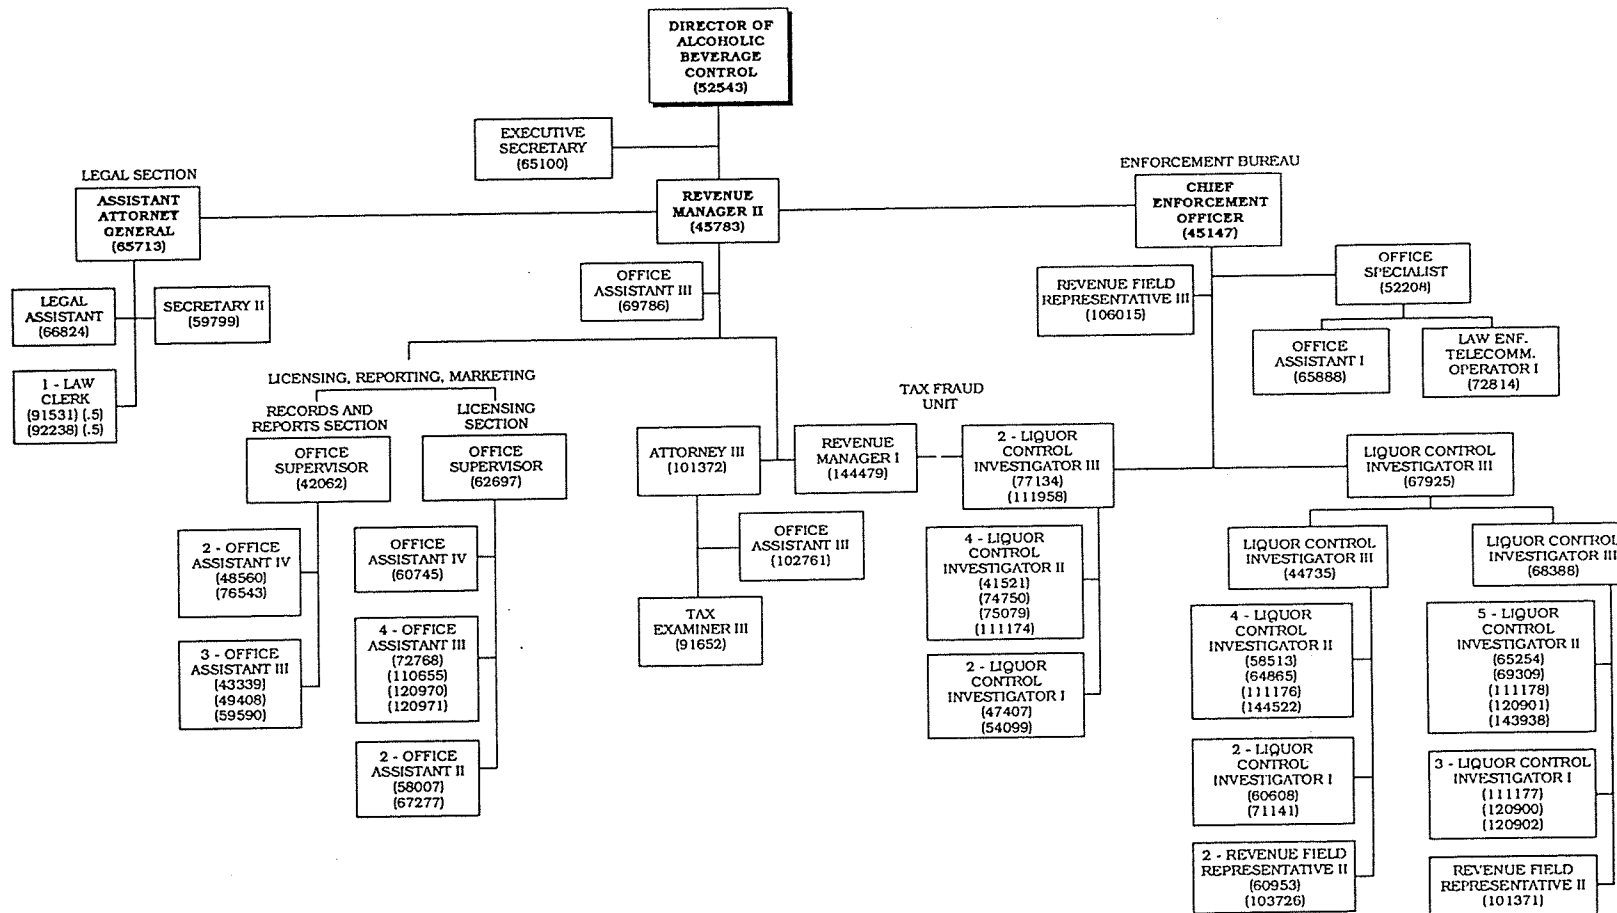 DIRECTOR OF
ALCOHOLIC
BEVERAGE
CONTROL
(52543)
EXECUTIVE
SECRETARY
(65100)
LEGAL SECTION
ASSISTANT
ATTORNEY
GENERAL
(65713)
REVENUE
MANAGER II
(45783)
ENFORCEMENT BUREAU
CHIEF
ENFORCEMENT
OFFICER
(45147)
LEGAL
ASSISTANT
(66824)
SECRETARY II
(59799)
1 - LAW
CLERK
(91531) (.5)
(92238) (.5)
OFFICE
ASSISTANT III
(69786)
REVENUE FIELD
REPRESENTATIVE III
(106015)
OFFICE
SPECIALIST
(52208)
OFFICE
ASSISTANT I
(65888)
LAW ENF.
TELECOMM.
OPERATOR I
(72814)
LICENSING, REPORTING, MARKETING
RECORDS AND
REPORTS SECTION
OFFICE
SUPERVISOR
(42062)
LICENSING
SECTION
OFFICE
SUPERVISOR
(62697)
2 - OFFICE
ASSISTANT IV
(48560)
(76543)
3 - OFFICE
ASSISTANT III
(43339)
(49408)
(59590)
OFFICE
ASSISTANT IV
(60745)
4 - OFFICE
ASSISTANT III
(72768)
(110655)
(120970)
(120971)
2 - OFFICE
ASSISTANT II
(58007)
(67277)
ATTORNEY III
(101372)
OFFICE
ASSISTANT III
(102761)
TAX
EXAMINER III
(91652)
TAX FRAUD
UNIT
REVENUE
MANAGER I
(144479)
2 - LIQUOR
CONTROL
INVESTIGATOR III
(77134)
(111958)
4 - LIQUOR
CONTROL
INVESTIGATOR II
(41521)
(74750)
(75079)
(111174)
2 - LIQUOR
CONTROL
INVESTIGATOR I
(47407)
(54099)
LIQUOR CONTROL
INVESTIGATOR III
(67925)
LIQUOR CONTROL
INVESTIGATOR III
(44735)
4 - LIQUOR
CONTROL
INVESTIGATOR II
(58513)
(64865)
(111176)
(144522)
2 - LIQUOR
CONTROL
INVESTIGATOR I
(60608)
(71141)
2 - REVENUE FIELD
REPRESENTATIVE II
(60953)
(103726)
LIQUOR CONTROL
INVESTIGATOR III
(68388)
5 - LIQUOR
CONTROL
INVESTIGATOR II
(65254)
(69309)
(111178)
(120901)
(143938)
3 - LIQUOR CONTROL
INVESTIGATOR I
(111177)
(120900)
(120902)
REVENUE FIELD
REPRESENTATIVE II
(101371)